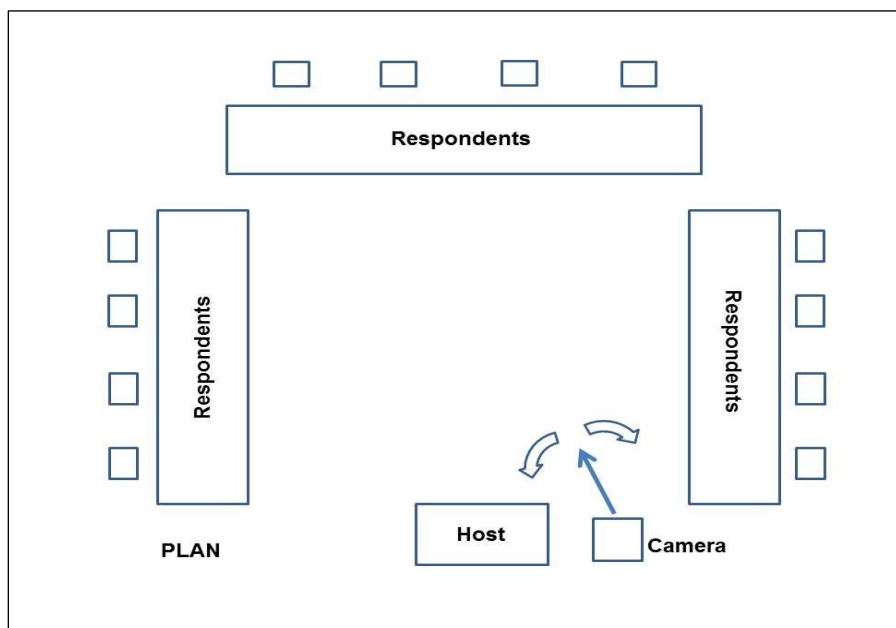 Respondents
Respondents
Respondents
Host
Camera
PLAN